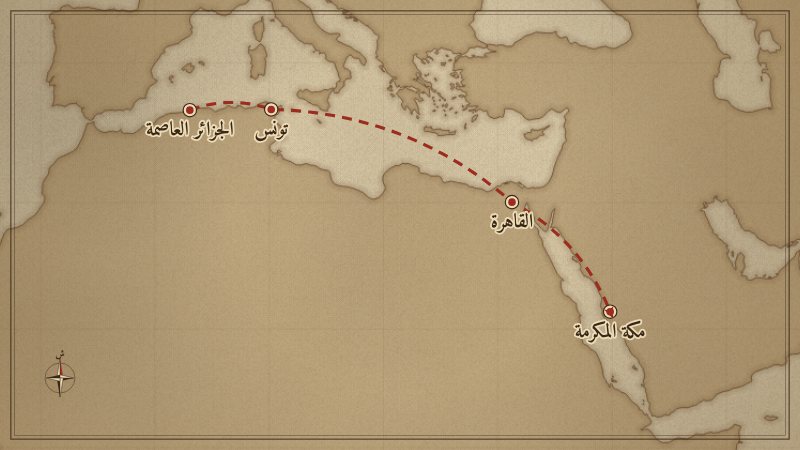 الجزائر العاصمة
تونس
القاهرة
مكة المكرمة
ش